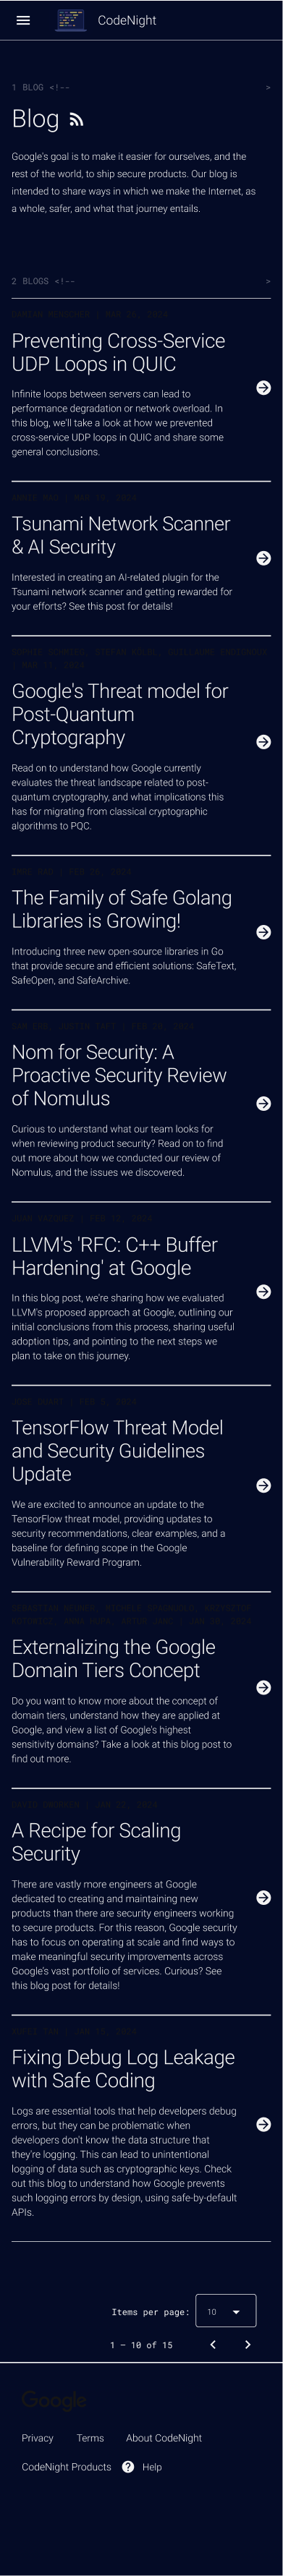 CodeNight
1 BLOG <!-- >
Blog
Google's goal is to make it easier for ourselves, and the
rest of the world, to ship secure products. Our blog is
intended to share ways in which we make the Internet, as
a whole, safer, and what that journey entails.
2 BLOGS <!-- >
Preventing Cross-Service
UDP Loops in QUIC
Infinite loops between servers can lead to
performance degradation or network overload. In
this blog, we'll take a look at how we prevented
cross-service UDP loops in QUIC and share some
general conclusions.
Tsunami Network Scanner
& AI Security
Interested in creating an AI-related plugin for the
Tsunami network scanner and getting rewarded for
your efforts? See this post for details!
Google's Threat model for
Post-Quantum
Cryptography
Read on to understand how Google currently
evaluates the threat landscape related to post-
quantum cryptography, and what implications this
has for migrating from classical cryptographic
algorithms to PQC.
The Family of Safe Golang
Libraries is Growing!
Introducing three new open-source libraries in Go
that provide secure and efficient solutions: SafeText,
SafeOpen, and SafeArchive.
Nom for Security: A
Proactive Security Review
of Nomulus
Curious to understand what our team looks for
when reviewing product security? Read on to find
out more about how we conducted our review of
Nomulus, and the issues we discovered.
LLVM's 'RFC: C++ Buffer
Hardening' at Google
In this blog post, we're sharing how we evaluated
LLVM's proposed approach at Google, outlining our
initial conclusions from this process, sharing useful
adoption tips, and pointing to the next steps we
plan to take on this journey.
TensorFlow Threat Model
and Security Guidelines
Update
We are excited to announce an update to the
TensorFlow threat model, providing updates to
security recommendations, clear examples, and a
baseline for defining scope in the Google
Vulnerability Reward Program.
Externalizing the Google
Domain Tiers Concept
Do you want to know more about the concept of
domain tiers, understand how they are applied at
Google, and view a list of Google's highest
sensitivity domains? Take a look at this blog post to
find out more.
A Recipe for Scaling
Security
There are vastly more engineers at Google
dedicated to creating and maintaining new
products than there are security engineers working
to secure products. For this reason, Google security
has to focus on operating at scale and find ways to
make meaningful security improvements across
Google's vast portfolio of services. Curious? See
this blog post for details!
Fixing Debug Log Leakage
with Safe Coding
Logs are essential tools that help developers debug
errors, but they can be problematic when
developers don't know the data structure that
they're logging. This can lead to unintentional
logging of data such as cryptographic keys. Check
out this blog to understand how Google prevents
such logging errors by design, using safe-by-default
APIs.
Items per page: 10
1 – 10 of 15
Google
Privacy Terms About CodeNight
CodeNight Products Help